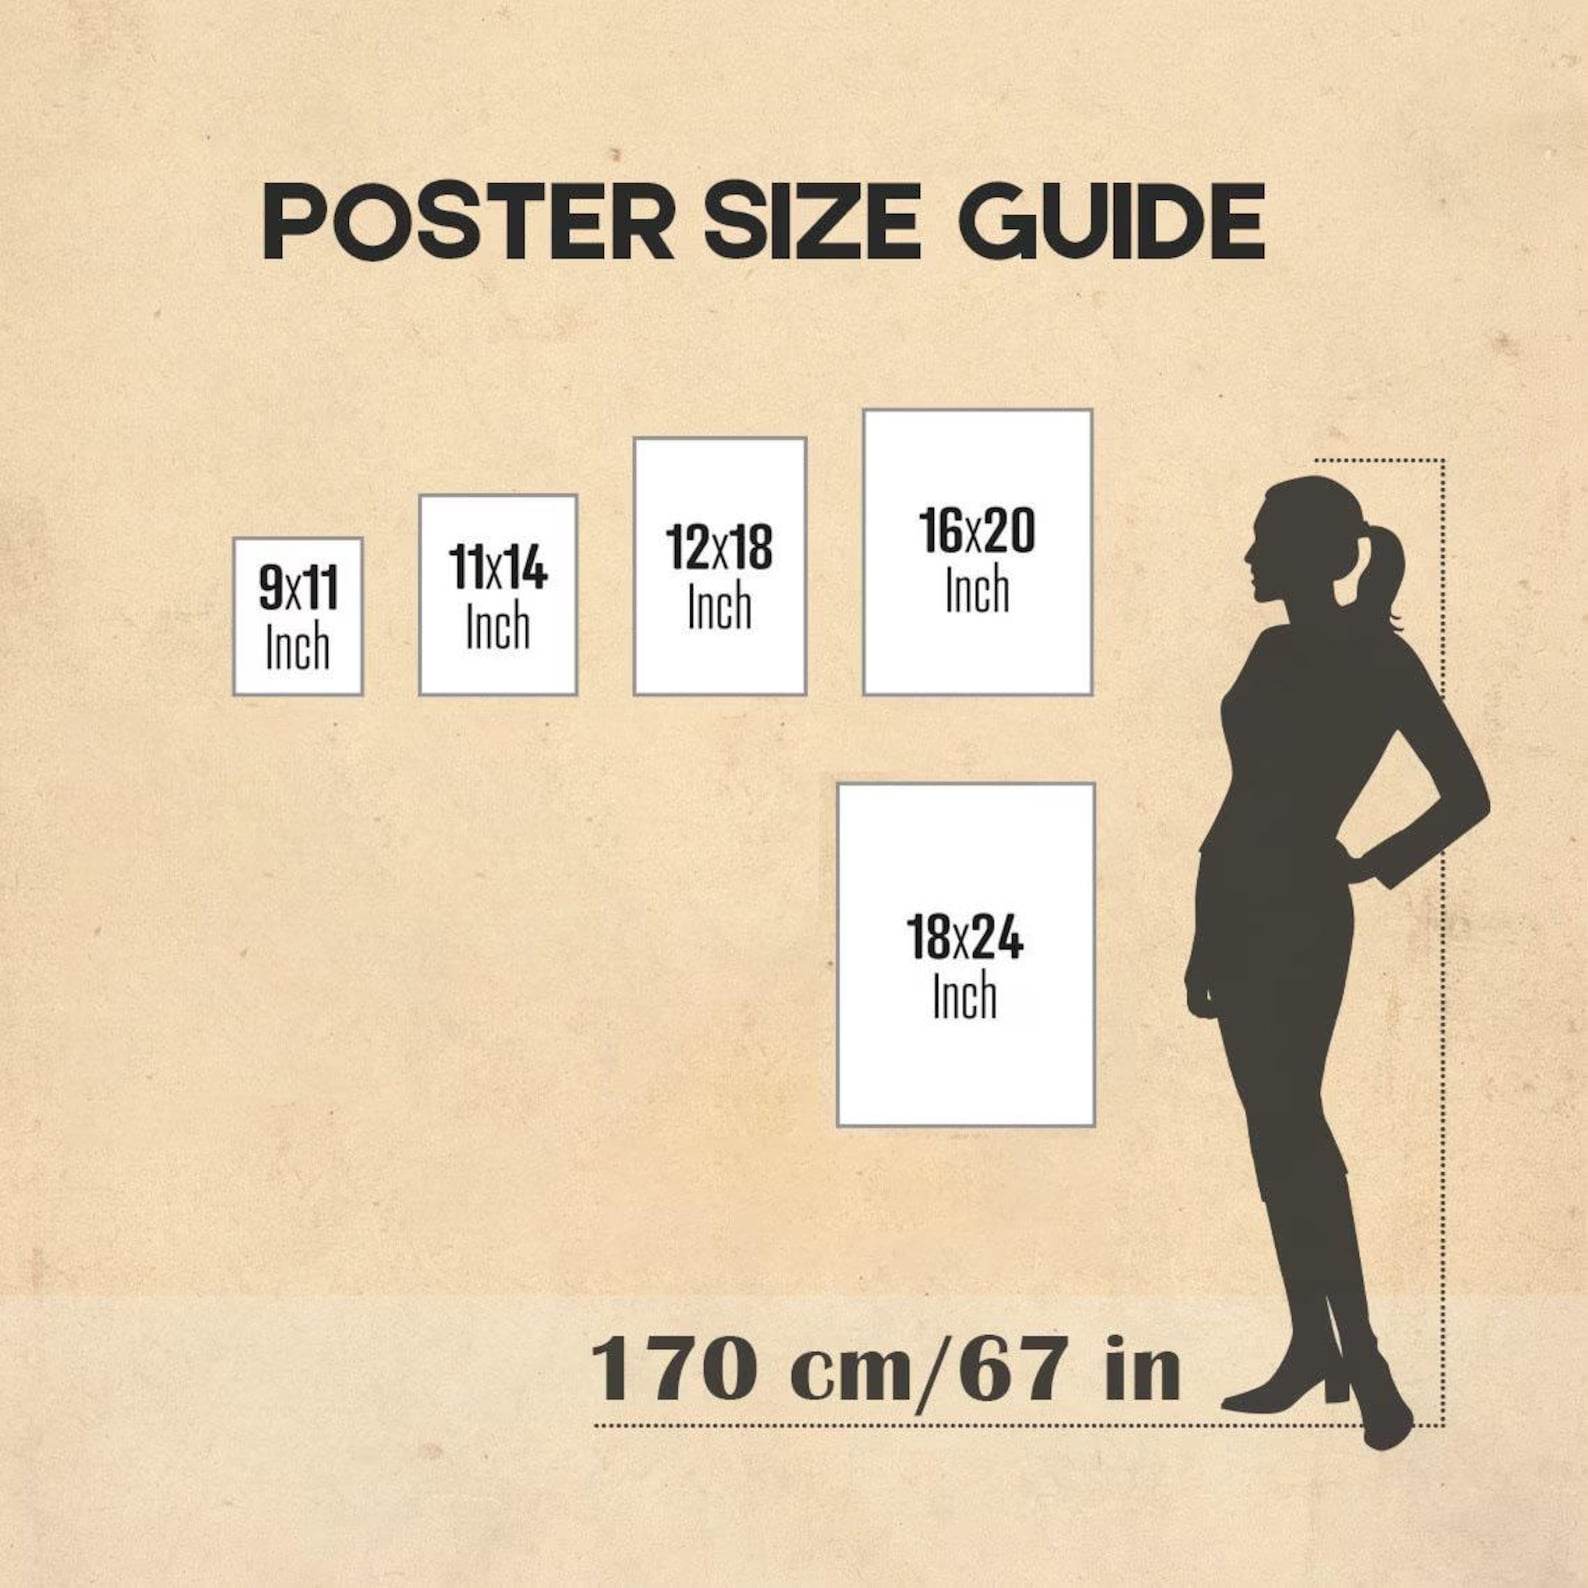 POSTER SIZE GUIDE
9x11
Inch
11x14
Inch
12x18
Inch
16x20
Inch
18x24
Inch
170 cm/67 in